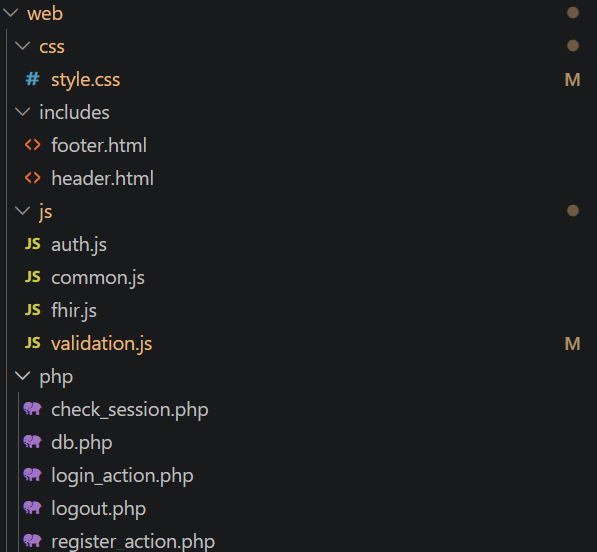 web
css
# style.css M
includes
<> footer.html
<> header.html
js
JS auth.js
JS common.js
JS fhir.js
JS validation.js M
php
check_session.php
db.php
login_action.php
logout.php
register_action.php